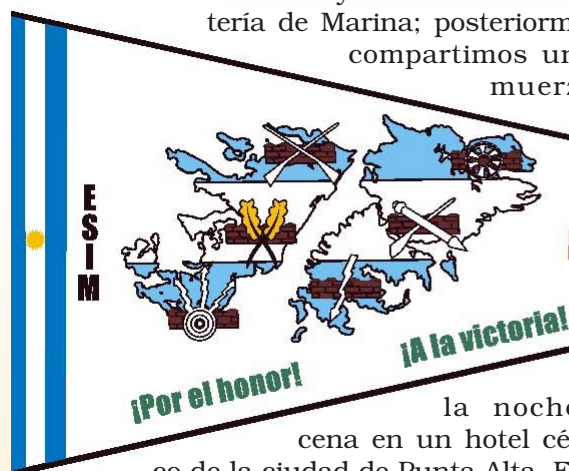 tería de Marina; posteriorm
compartimos un
muerz
ESIM
¡Por el honor!
¡A la victoria!
la noche
cena en un hotel cé
co de la ciudad de Punta Alta. E